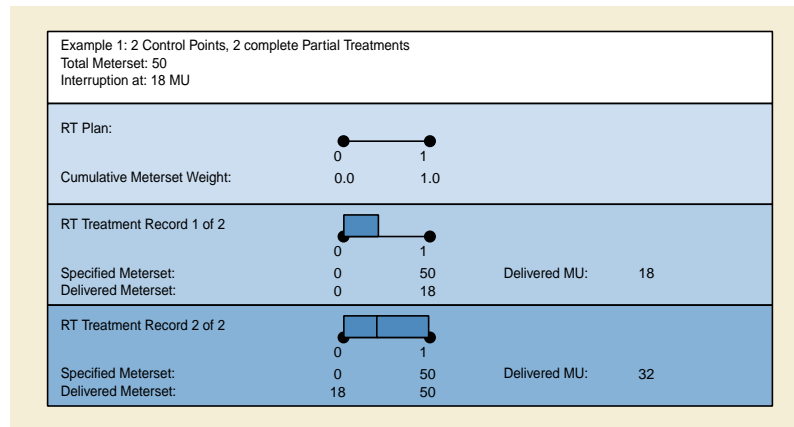 Example 1: 2 Control Points, 2 complete Partial Treatments
Total Meterset: 50
Interruption at: 18 MU
RT Plan:
0 1
Cumulative Meterset Weight: 0.0 1.0
RT Treatment Record 1 of 2
0 1
Specified Meterset: 0 50 Delivered MU: 18
Delivered Meterset: 0 18
RT Treatment Record 2 of 2
0 1
Specified Meterset: 0 50 Delivered MU: 32
Delivered Meterset: 18 50